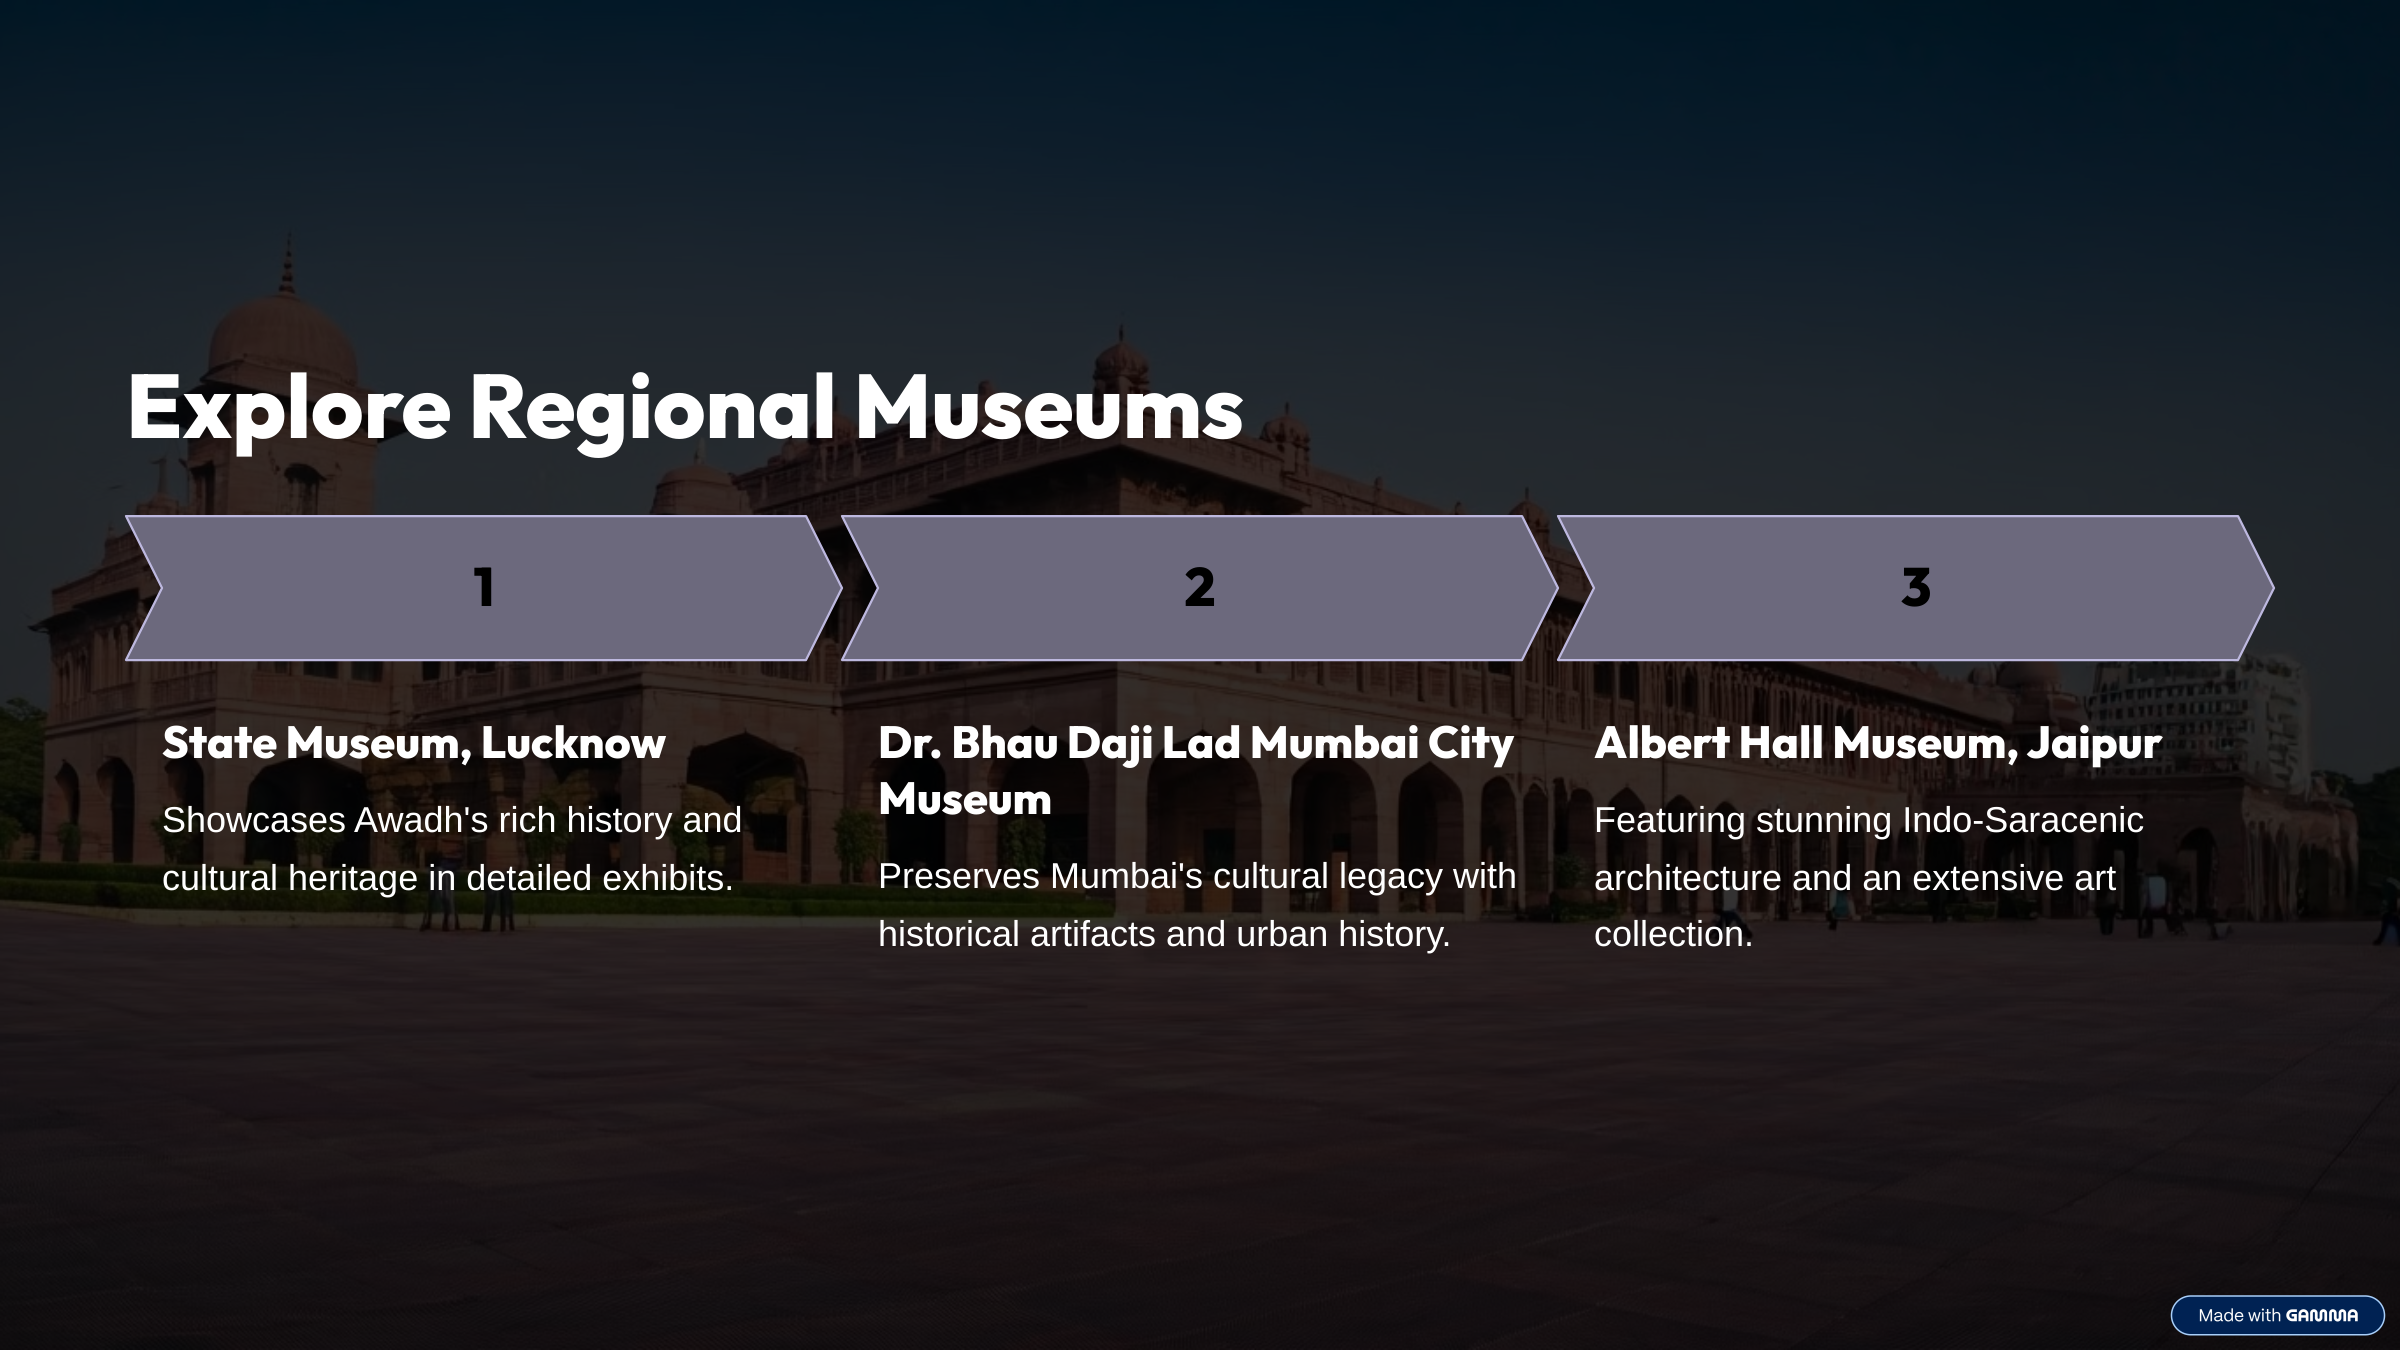 Explore Regional Museums
1
2
3
State Museum, Lucknow
Showcases Awadh's rich history and
cultural heritage in detailed exhibits.
Dr. Bhau Daji Lad Mumbai City
Museum
Preserves Mumbai's cultural legacy with
historical artifacts and urban history.
Albert Hall Museum, Jaipur
Featuring stunning Indo-Saracenic
architecture and an extensive art
collection.
Made with GAMMA